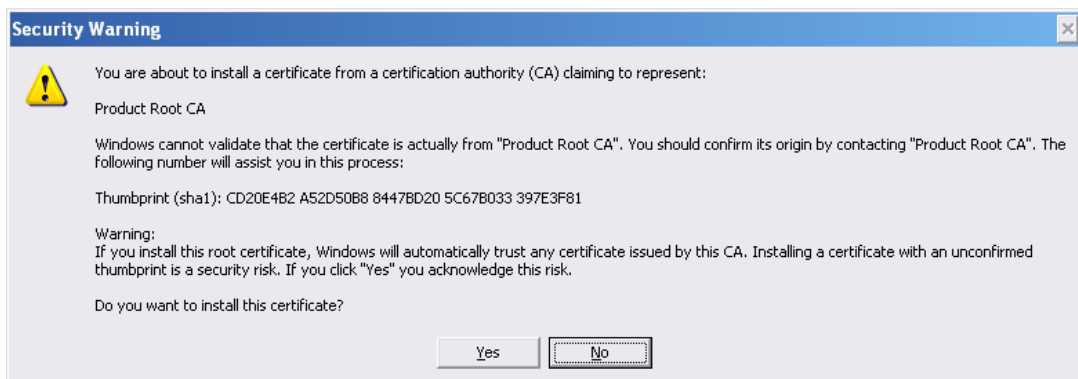 Security Warning
You are about to install a certificate from a certification authority (CA) claiming to represent:
Product Root CA
Windows cannot validate that the certificate is actually from "Product Root CA". You should confirm its origin by contacting "Product Root CA". The
following number will assist you in this process:
Thumbprint (sha1): CD20E4B2 A52D50B8 8447BD20 5C67B033 397E3F81
Warning:
If you install this root certificate, Windows will automatically trust any certificate issued by this CA. Installing a certificate with an unconfirmed
thumbprint is a security risk. If you click "Yes" you acknowledge this risk.
Do you want to install this certificate?
Yes No